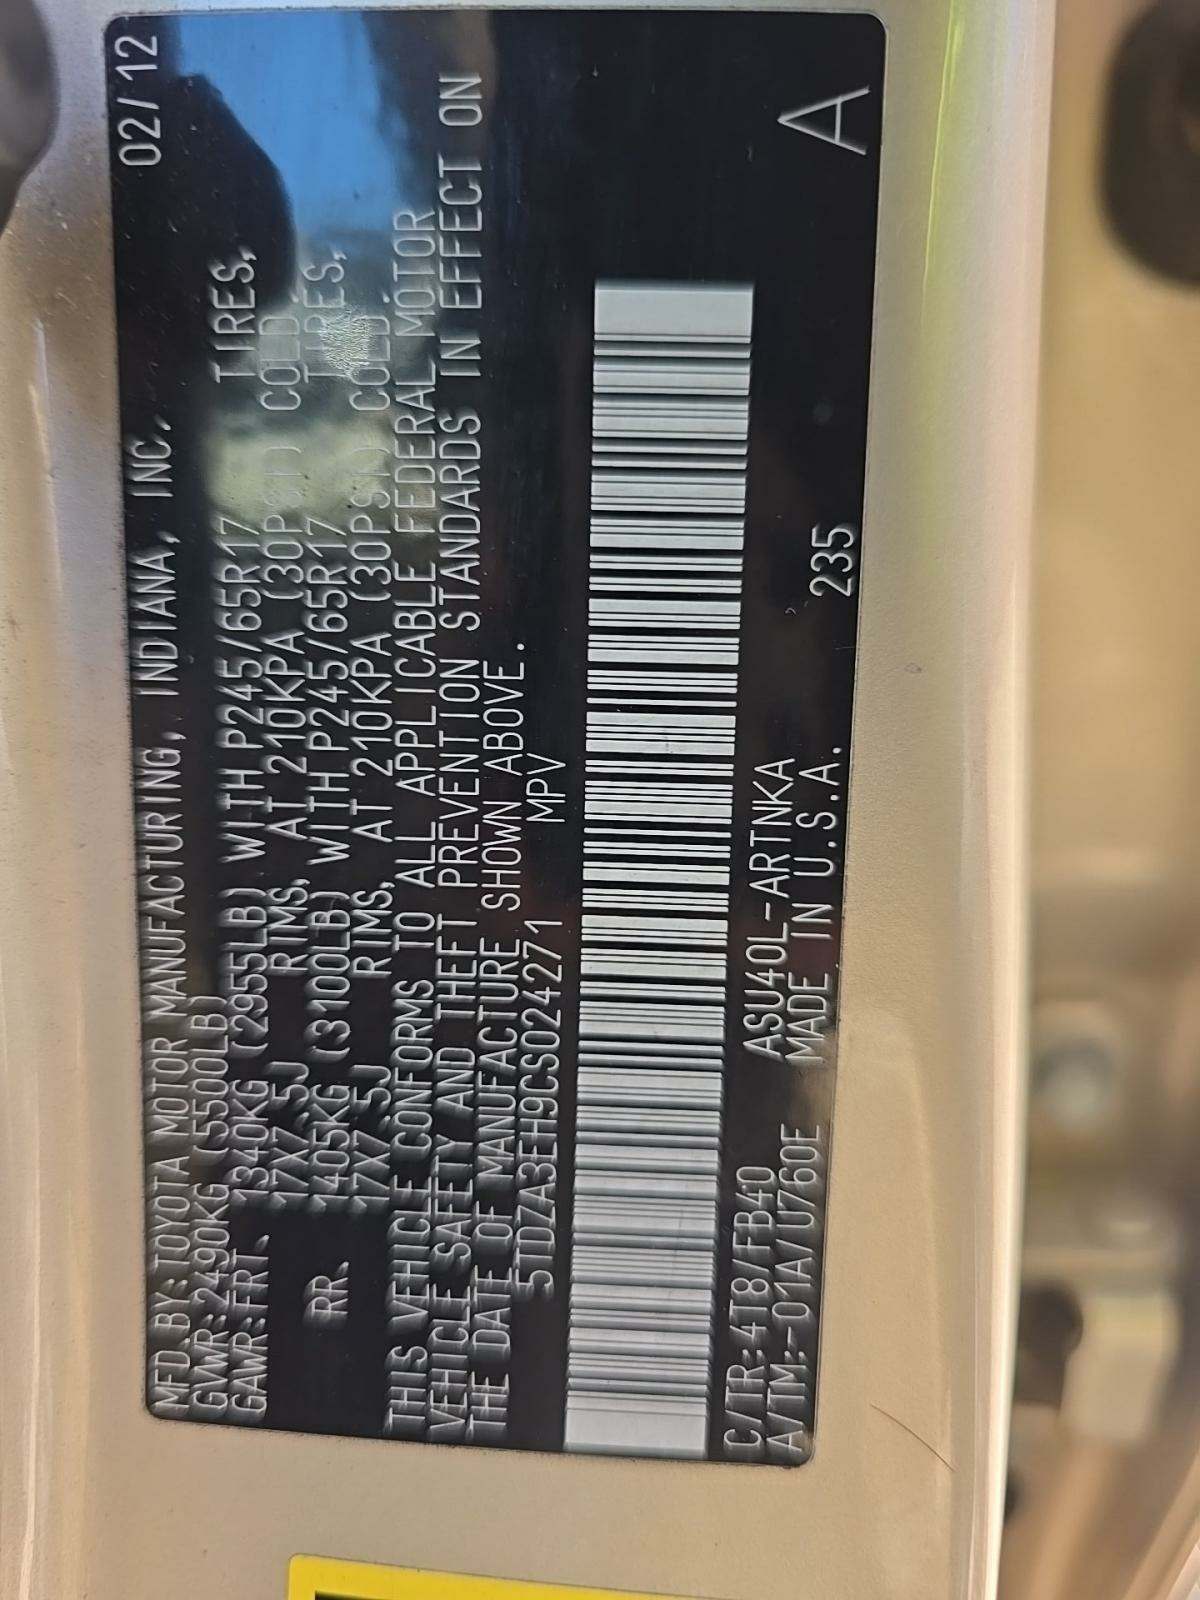 MFD.BY:TOYOTA MOTOR MANUFACTURING, INDIANA, INC. 02/12
GVWR:2490KG (5500LB)
GAWR:FRT. 1340KG (2955LB) WITH P245/65R17 TIRES,
17X7.5J RIMS, AT 210KPA (30PSI) COLD.
RR. 1405KG (3100LB) WITH P245/65R17 TIRES,
17X7.5J RIMS, AT 210KPA (30PSI) COLD.
THIS VEHICLE CONFORMS TO ALL APPLICABLE FEDERAL MOTOR
VEHICLE SAFETY AND THEFT PREVENTION STANDARDS IN EFFECT ON
THE DATE OF MANUFACTURE SHOWN ABOVE.
5TDZA3EH9CS024271 MPV
C/TR:4T8/FB40 ASU40L-ARTNKA
A/TM:-01A/U760E MADE IN U.S.A. 235 A